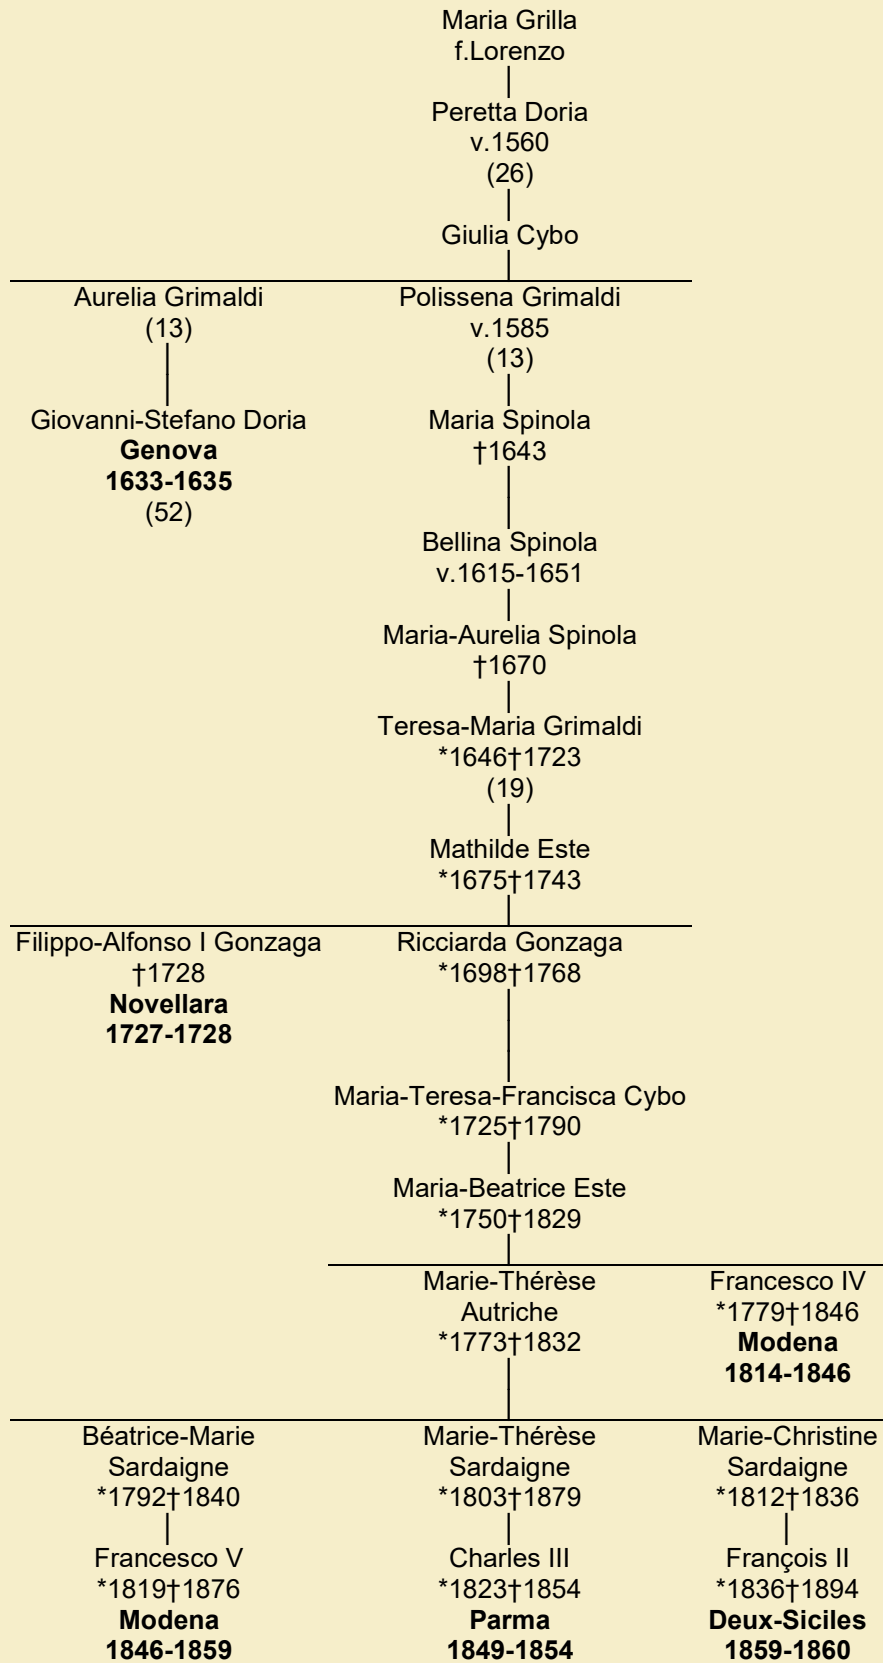 Maria Grilla
f.Lorenzo
Peretta Doria
v.1560
(26)
Giulia Cybo
Aurelia Grimaldi
(13)
Polissena Grimaldi
v.1585
(13)
Giovanni-Stefano Doria
Genova
1633-1635
(52)
Maria Spinola
†1643
Bellina Spinola
v.1615-1651
Maria-Aurelia Spinola
†1670
Teresa-Maria Grimaldi
*1646†1723
(19)
Mathilde Este
*1675†1743
Filippo-Alfonso I Gonzaga
†1728
Novellara
1727-1728
Ricciarda Gonzaga
*1698†1768
Maria-Teresa-Francisca Cybo
*1725†1790
Maria-Beatrice Este
*1750†1829
Marie-Thérèse
Autriche
*1773†1832
Francesco IV
*1779†1846
Modena
1814-1846
Béatrice-Marie
Sardaigne
*1792†1840
Marie-Thérèse
Sardaigne
*1803†1879
Marie-Christine
Sardaigne
*1812†1836
Francesco V
*1819†1876
Modena
1846-1859
Charles III
*1823†1854
Parma
1849-1854
François II
*1836†1894
Deux-Siciles
1859-1860